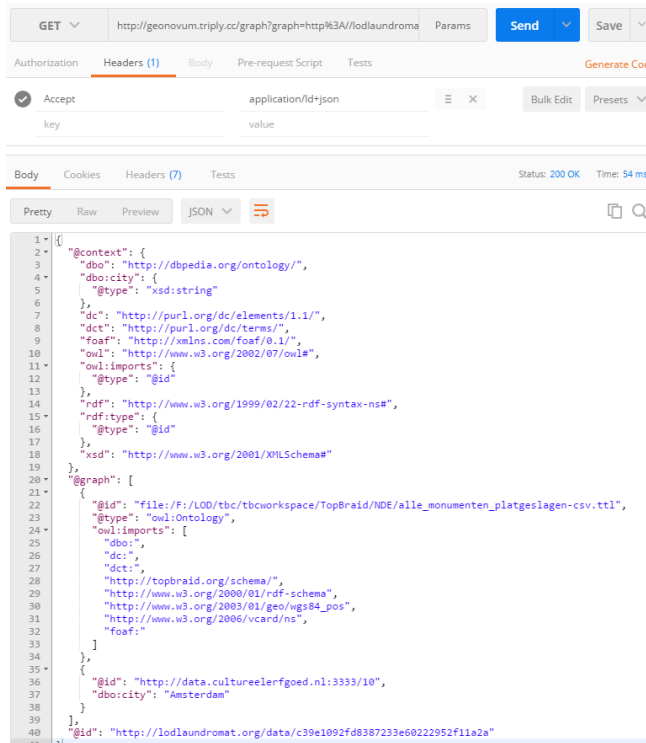 GET http://geonovum.triply.cc/graph?graph=http%3A//lodlaundroma Params Send Save
Authorization Headers (1) Body Pre-request Script Tests Generate Co
Accept application/ld+json Bulk Edit Presets
key value
Body Cookies Headers (7) Tests Status: 200 OK Time: 54 ms
Pretty Raw Preview JSON
1 {
2 "@context": {
3 "dbo": "http://dbpedia.org/ontology/",
4 "dbo:city": {
5 "@type": "xsd:string"
6 },
7 "dc": "http://purl.org/dc/elements/1.1/",
8 "dct": "http://purl.org/dc/terms/",
9 "foaf": "http://xmlns.com/foaf/0.1/",
10 "owl": "http://www.w3.org/2002/07/owl#",
11 "owl:imports": {
12 "@type": "@id"
13 },
14 "rdf": "http://www.w3.org/1999/02/22-rdf-syntax-ns#",
15 "rdf:type": {
16 "@type": "@id"
17 },
18 "xsd": "http://www.w3.org/2001/XMLSchema#"
19 },
20 "@graph": [
21 {
22 "@id": "file:/F:/LOD/tbc/tbcworkspace/TopBraid/NDE/alle_monumenten_platgeslagen-csv.ttl",
23 "@type": "owl:Ontology",
24 "owl:imports": [
25 "dbo:",
26 "dc:",
27 "dct:",
28 "http://topbraid.org/schema/",
29 "http://www.w3.org/2000/01/rdf-schema",
30 "http://www.w3.org/2003/01/geo/wgs84_pos",
31 "http://www.w3.org/2006/vcard/ns",
32 "foaf:"
33 ]
34 },
35 {
36 "@id": "http://data.cultureelerfgoed.nl:3333/10",
37 "dbo:city": "Amsterdam"
38 }
39 ],
40 "@id": "http://lodlaundromat.org/data/c39e1092fd8387233e60222952f11a2a"